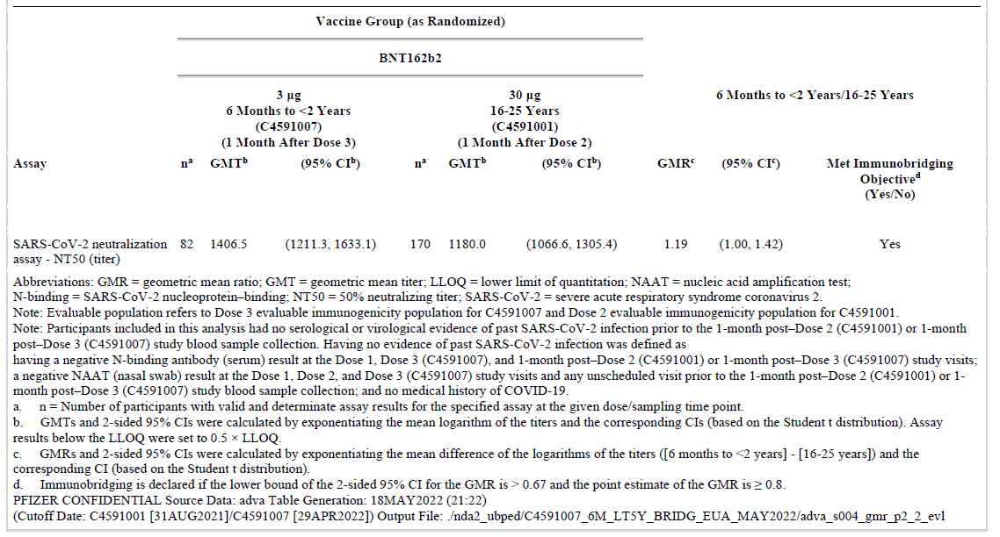 Vaccine Group (as Randomized)
BNT162b2
3 µg
6 Months to <2 Years
(C4591007)
(1 Month After Dose 3)
30 µg
16-25 Years
(C4591001)
(1 Month After Dose 2)
6 Months to <2 Years/16-25 Years
Assay nᵃ GMTᵇ (95% CIᵇ) nᵃ GMTᵇ (95% CIᵇ) GMRᶜ (95% CIᶜ) Met Immunobridging
Objectiveᵈ
(Yes/No)
SARS-CoV-2 neutralization 82 1406.5 (1211.3, 1633.1) 170 1180.0 (1066.6, 1305.4) 1.19 (1.00, 1.42) Yes
assay - NT50 (titer)
Abbreviations: GMR = geometric mean ratio; GMT = geometric mean titer; LLOQ = lower limit of quantitation; NAAT = nucleic acid amplification test;
N-binding = SARS-CoV-2 nucleoprotein–binding; NT50 = 50% neutralizing titer; SARS-CoV-2 = severe acute respiratory syndrome coronavirus 2.
Note: Evaluable population refers to Dose 3 evaluable immunogenicity population for C4591007 and Dose 2 evaluable immunogenicity population for C4591001.
Note: Participants included in this analysis had no serological or virological evidence of past SARS-CoV-2 infection prior to the 1-month post–Dose 2 (C4591001) or 1-month
post–Dose 3 (C4591007) study blood sample collection. Having no evidence of past SARS-CoV-2 infection was defined as
having a negative N-binding antibody (serum) result at the Dose 1, Dose 3 (C4591007), and 1-month post–Dose 2 (C4591001) or 1-month post–Dose 3 (C4591007) study visits;
a negative NAAT (nasal swab) result at the Dose 1, Dose 2, and Dose 3 (C4591007) study visits and any unscheduled visit prior to the 1-month post–Dose 2 (C4591001) or 1-
month post–Dose 3 (C4591007) study blood sample collection; and no medical history of COVID-19.
a. n = Number of participants with valid and determinate assay results for the specified assay at the given dose/sampling time point.
b. GMTs and 2-sided 95% CIs were calculated by exponentiating the mean logarithm of the titers and the corresponding CIs (based on the Student t distribution). Assay
results below the LLOQ were set to 0.5 × LLOQ.
c. GMRs and 2-sided 95% CIs were calculated by exponentiating the mean difference of the logarithms of the titers ([6 months to <2 years] - [16-25 years]) and the
corresponding CI (based on the Student t distribution).
d. Immunobridging is declared if the lower bound of the 2-sided 95% CI for the GMR is > 0.67 and the point estimate of the GMR is ≥ 0.8.
PFIZER CONFIDENTIAL Source Data: adva Table Generation: 18MAY2022 (21:22)
(Cutoff Date: C4591001 [31AUG2021]/C4591007 [29APR2022]) Output File: ./nda2_ubped/C4591007_6M_LT5Y_BRIDG_EUA_MAY2022/adva_s004_gmr_p2_2_evl